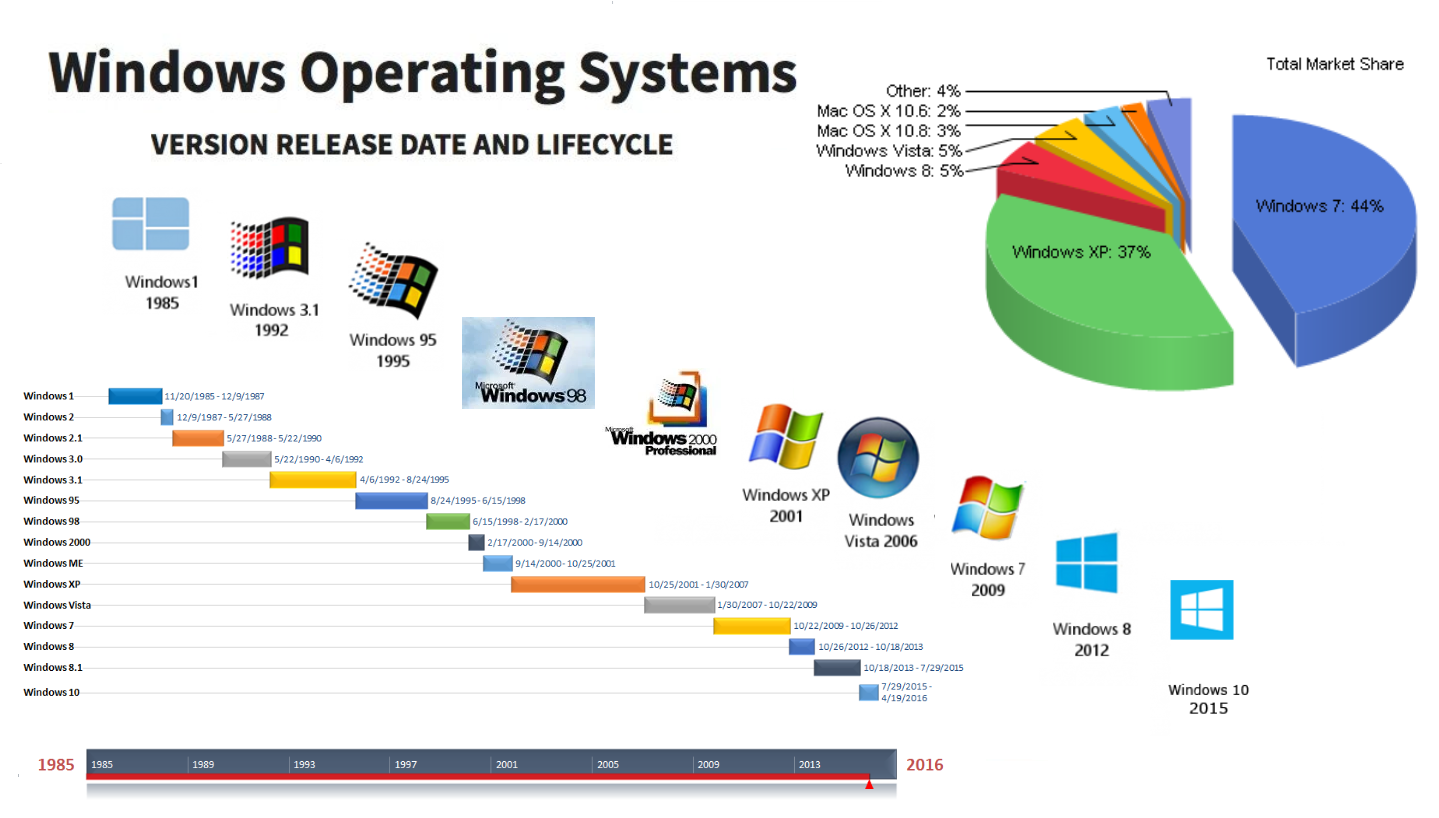 Windows Operating Systems
VERSION RELEASE DATE AND LIFECYCLE
Total Market Share
Other: 4%
Mac OS X 10.6: 2%
Mac OS X 10.8: 3%
Windows Vista: 5%
Windows 8: 5%
Windows 7: 44%
Windows XP: 37%
Windows1
1985
Windows 3.1
1992
Windows 95
1995
Microsoft
Windows 98
Microsoft
Windows 2000
Professional
Windows XP
2001
Windows
Vista 2006
Windows 7
2009
Windows 8
2012
Windows 10
2015
Windows 1 11/20/1985 - 12/9/1987
Windows 2 12/9/1987 - 5/27/1988
Windows 2.1 5/27/1988 - 5/22/1990
Windows 3.0 5/22/1990 - 4/6/1992
Windows 3.1 4/6/1992 - 8/24/1995
Windows 95 8/24/1995 - 6/15/1998
Windows 98 6/15/1998 - 2/17/2000
Windows 2000 2/17/2000 - 9/14/2000
Windows ME 9/14/2000 - 10/25/2001
Windows XP 10/25/2001 - 1/30/2007
Windows Vista 1/30/2007 - 10/22/2009
Windows 7 10/22/2009 - 10/26/2012
Windows 8 10/26/2012 - 10/18/2013
Windows 8.1 10/18/2013 - 7/29/2015
Windows 10 7/29/2015 -
4/19/2016
1985 1985 1989 1993 1997 2001 2005 2009 2013 2016